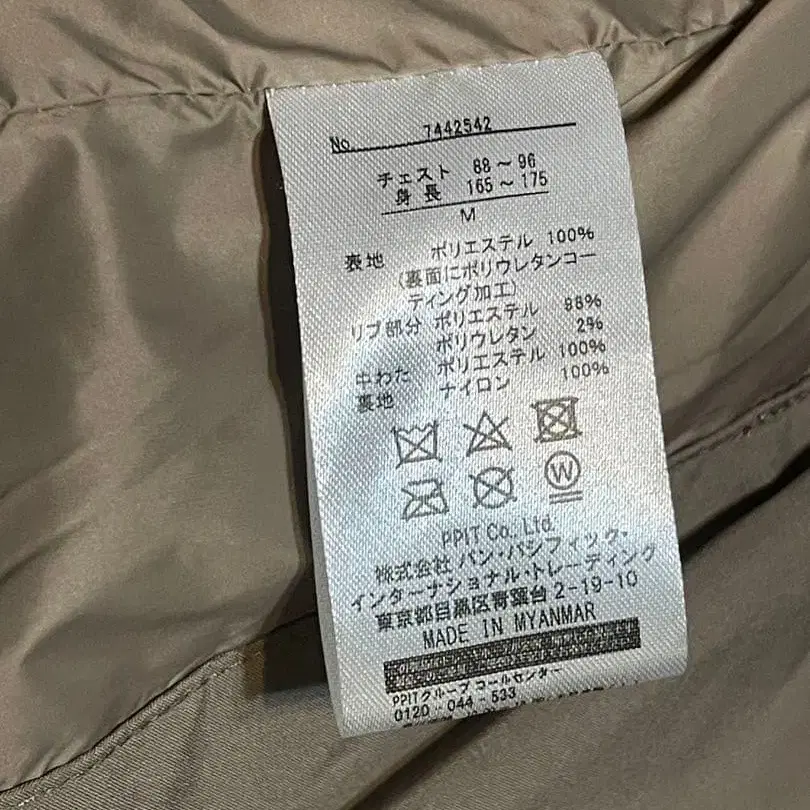 No. 7442542
チェスト 88～96
身長 165～175
M
表地 ポリエステル 100%
(裏面にポリウレタンコー
ティング加工)
リブ部分 ポリエステル 98%
ポリウレタン 2%
中わた ポリエステル 100%
裏地 ナイロン 100%
W
PPIT Co., Ltd.
株式会社 パン・パシフィック・
インターナショナル・トレーディング
東京都目黒区青葉台 2-19-10
MADE IN MYANMAR
PPITグループ コールセンター
0120-044-533